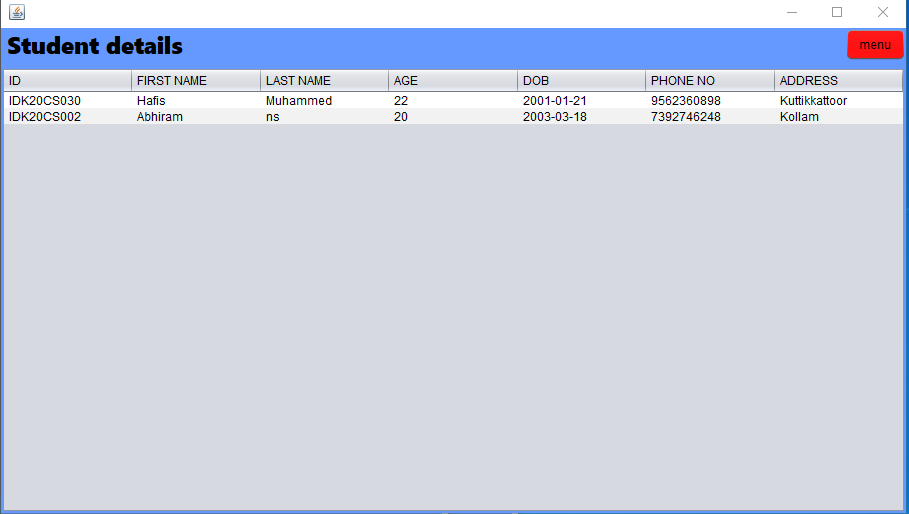 Student details menu
ID FIRST NAME LAST NAME AGE DOB PHONE NO ADDRESS
IDK20CS030 Hafis Muhammed 22 2001-01-21 9562360898 Kuttikkattoor
IDK20CS002 Abhiram ns 20 2003-03-18 7392746248 Kollam